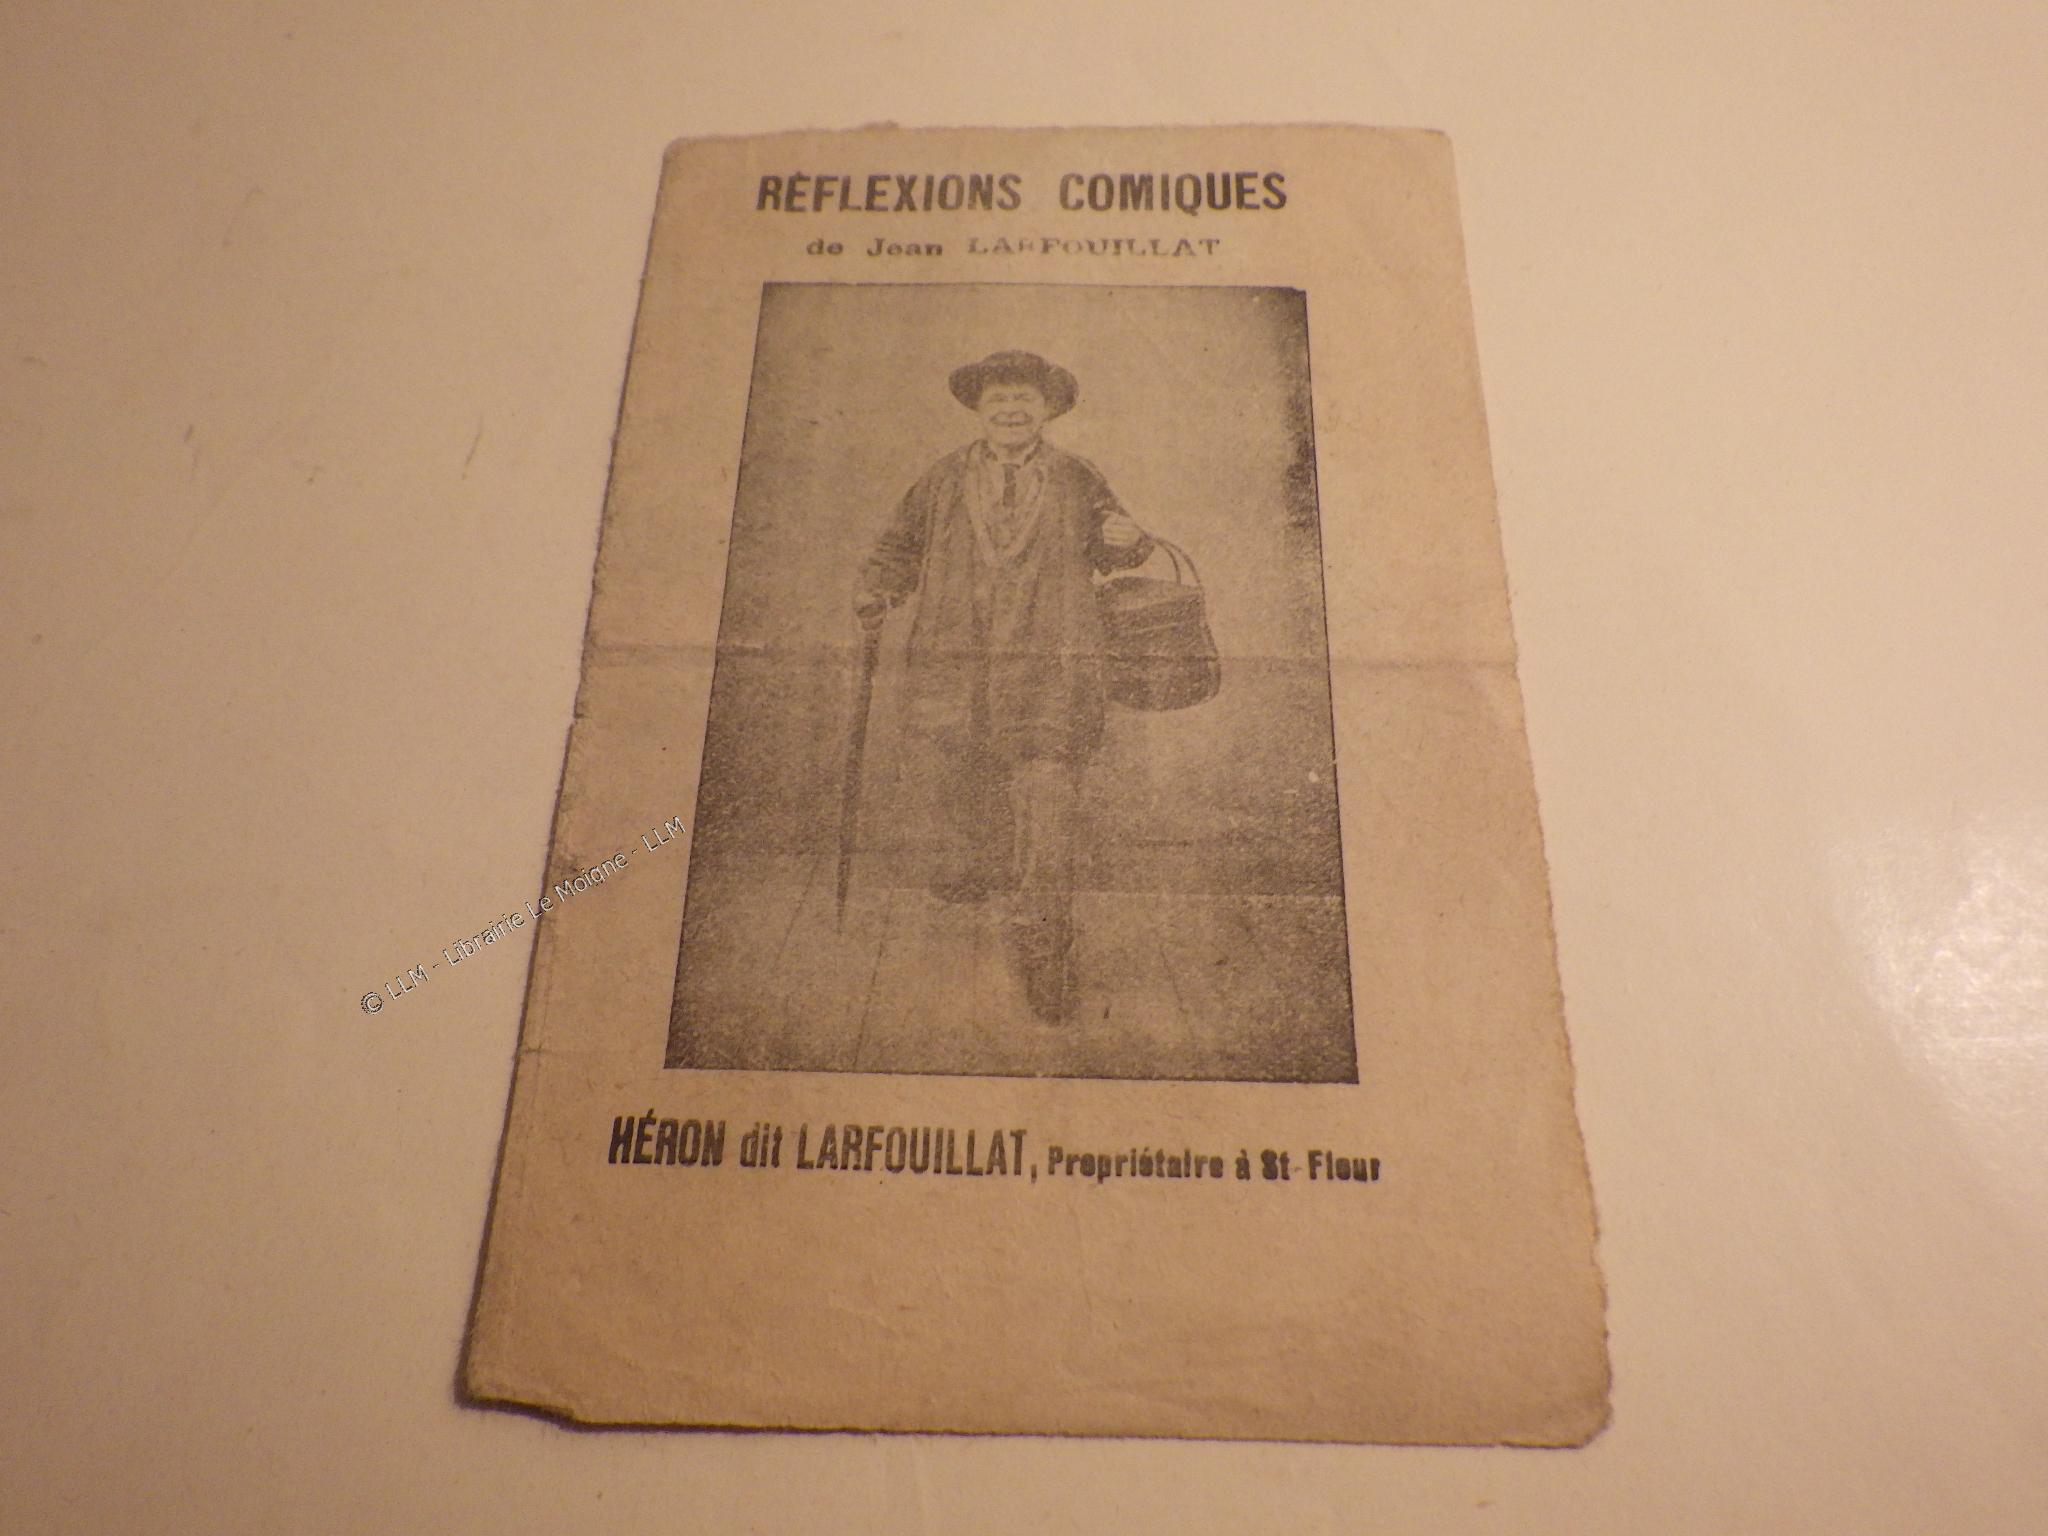 RÉFLEXIONS COMIQUES
de Jean LARFOUILLAT
© LLM - Librairie Le Moigne - LLM
HÉRON dit LARFOUILLAT, Propriétaire à St-Flour